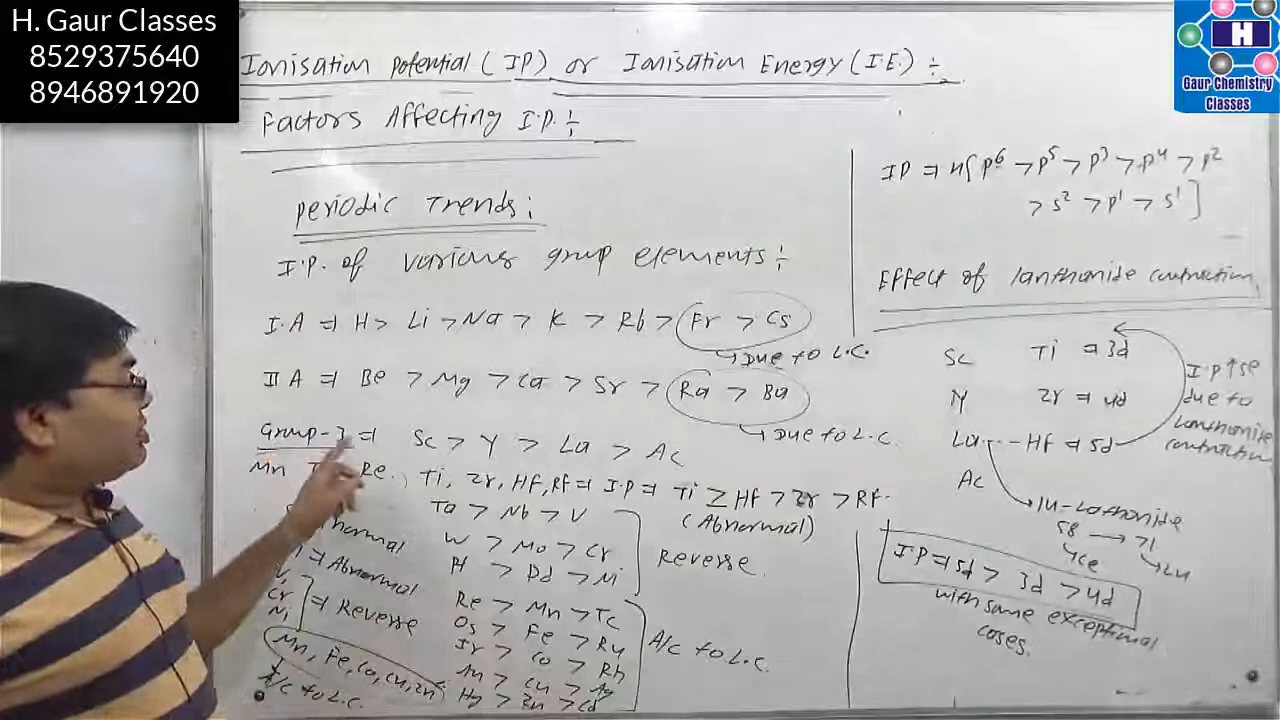 H. Gaur Classes
8529375640
8946891920
H
Gaur Chemistry
Classes
Ionisation Potential (IP) or Ionisation Energy (I.E.) ÷
Factors Affecting I.P. ÷
Periodic Trends :
I.P. of various group elements ÷
I.A ⇒ H > Li > Na > K > Rb > Fr > Cs
Due to L.C.
II A ⇒ Be > Mg > Ca > Sr > Ra > Ba
Due to L.C.
Group-3 ⇒ Sc > Y > La > Ac
Mn Re
Ti, Zr, Hf, Rf ⇒ I.P ⇒ Ti ≥ Hf > Zr > Rf.
(Abnormal)
Ta > Nb > V
W > Mo > Cr
Pt > Pd > Ni
Reverse
Re > Mn > Tc
Os > Fe > Ru
Ir > Co > Rh
Au > Cu > Ag
Hg > Zn > Cd
A/c to L.C.
⇒ Abnormal
V,
Cr
Ni
⇒ Reverse
Mn, Fe, Co, Cu, Zn
A/c to L.C.
IP ⇒ n[ p⁶ > p⁵ > p³ > p⁴ > p²
> s² > p¹ > s¹ ]
Effect of lanthanide contraction
Sc Ti ⇒ 3d
Y Zr ⇒ 4d
La --- Hf ⇒ 5d
Ac
I.P ↑se
due to
lanthanide
contraction
14-Lathanide
58 → 71
Ce
Lu
I.P ⇒ 5d > 3d > 4d
with some exceptional
cases.